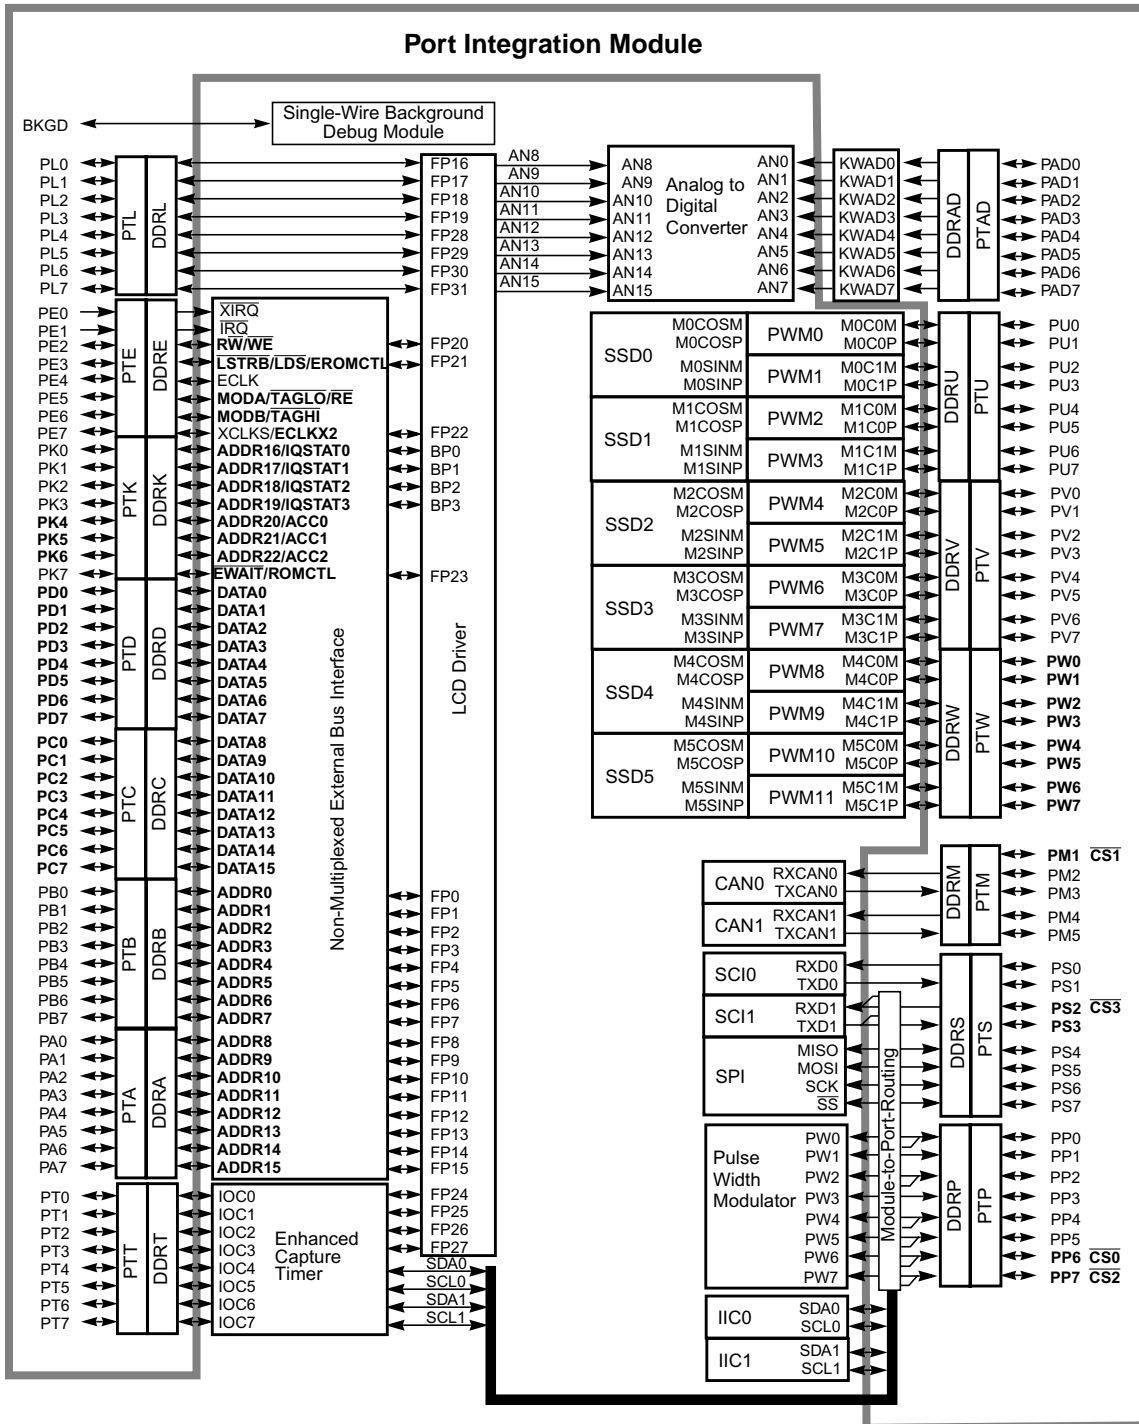 Port Integration Module
BKGD
Single-Wire Background
Debug Module
PL0
PL1
PL2
PL3
PL4
PL5
PL6
PL7
PTL
DDRL
FP16
FP17
FP18
FP19
FP28
FP29
FP30
FP31
PE0
PE1
PE2
PE3
PE4
PE5
PE6
PE7
PTE
DDRE
XIRQ
IRQ
RW/WE
LSTRB/LDS/EROMCTL
ECLK
MODA/TAGLO/RE
MODB/TAGHI
XCLKS/ECLKX2
FP20
FP21
FP22
PK0
PK1
PK2
PK3
PK4
PK5
PK6
PK7
PTK
DDRK
ADDR16/IQSTAT0
ADDR17/IQSTAT1
ADDR18/IQSTAT2
ADDR19/IQSTAT3
ADDR20/ACC0
ADDR21/ACC1
ADDR22/ACC2
EWAIT/ROMCTL
BP0
BP1
BP2
BP3
FP23
PD0
PD1
PD2
PD3
PD4
PD5
PD6
PD7
PTD
DDRD
DATA0
DATA1
DATA2
DATA3
DATA4
DATA5
DATA6
DATA7
PC0
PC1
PC2
PC3
PC4
PC5
PC6
PC7
PTC
DDRC
DATA8
DATA9
DATA10
DATA11
DATA12
DATA13
DATA14
DATA15
Non-Multiplexed External Bus Interface
LCD Driver
PB0
PB1
PB2
PB3
PB4
PB5
PB6
PB7
PTB
DDRB
ADDR0
ADDR1
ADDR2
ADDR3
ADDR4
ADDR5
ADDR6
ADDR7
FP0
FP1
FP2
FP3
FP4
FP5
FP6
FP7
PA0
PA1
PA2
PA3
PA4
PA5
PA6
PA7
PTA
DDRA
ADDR8
ADDR9
ADDR10
ADDR11
ADDR12
ADDR13
ADDR14
ADDR15
FP8
FP9
FP10
FP11
FP12
FP13
FP14
FP15
PT0
PT1
PT2
PT3
PT4
PT5
PT6
PT7
PTT
DDRT
IOC0
IOC1
IOC2
IOC3
IOC4
IOC5
IOC6
IOC7
Enhanced
Capture
Timer
FP24
FP25
FP26
FP27
SDA0
SCL0
SDA1
SCL1
AN8
AN9
AN10
AN11
AN12
AN13
AN14
AN15
AN8
AN9
AN10
AN11
AN12
AN13
AN14
AN15
Analog to
Digital
Converter
AN0
AN1
AN2
AN3
AN4
AN5
AN6
AN7
KWAD0
KWAD1
KWAD2
KWAD3
KWAD4
KWAD5
KWAD6
KWAD7
DDRAD
PTAD
PAD0
PAD1
PAD2
PAD3
PAD4
PAD5
PAD6
PAD7
SSD0
M0COSM
M0COSP
M0SINM
M0SINP
PWM0
PWM1
M0C0M
M0C0P
M0C1M
M0C1P
SSD1
M1COSM
M1COSP
M1SINM
M1SINP
PWM2
PWM3
M1C0M
M1C0P
M1C1M
M1C1P
DDRU
PTU
PU0
PU1
PU2
PU3
PU4
PU5
PU6
PU7
SSD2
M2COSM
M2COSP
M2SINM
M2SINP
PWM4
PWM5
M2C0M
M2C0P
M2C1M
M2C1P
SSD3
M3COSM
M3COSP
M3SINM
M3SINP
PWM6
PWM7
M3C0M
M3C0P
M3C1M
M3C1P
DDRV
PTV
PV0
PV1
PV2
PV3
PV4
PV5
PV6
PV7
SSD4
M4COSM
M4COSP
M4SINM
M4SINP
PWM8
PWM9
M4C0M
M4C0P
M4C1M
M4C1P
SSD5
M5COSM
M5COSP
M5SINM
M5SINP
PWM10
PWM11
M5C0M
M5C0P
M5C1M
M5C1P
DDRW
PTW
PW0
PW1
PW2
PW3
PW4
PW5
PW6
PW7
CAN0
RXCAN0
TXCAN0
CAN1
RXCAN1
TXCAN1
DDRM
PTM
PM1 CS1
PM2
PM3
PM4
PM5
SCI0
RXD0
TXD0
SCI1
RXD1
TXD1
SPI
MISO
MOSI
SCK
SS
DDRS
PTS
PS0
PS1
PS2 CS3
PS3
PS4
PS5
PS6
PS7
Module-to-Port-Routing
Pulse
Width
Modulator
PW0
PW1
PW2
PW3
PW4
PW5
PW6
PW7
DDRP
PTP
PP0
PP1
PP2
PP3
PP4
PP5
PP6 CS0
PP7 CS2
IIC0
SDA0
SCL0
IIC1
SDA1
SCL1